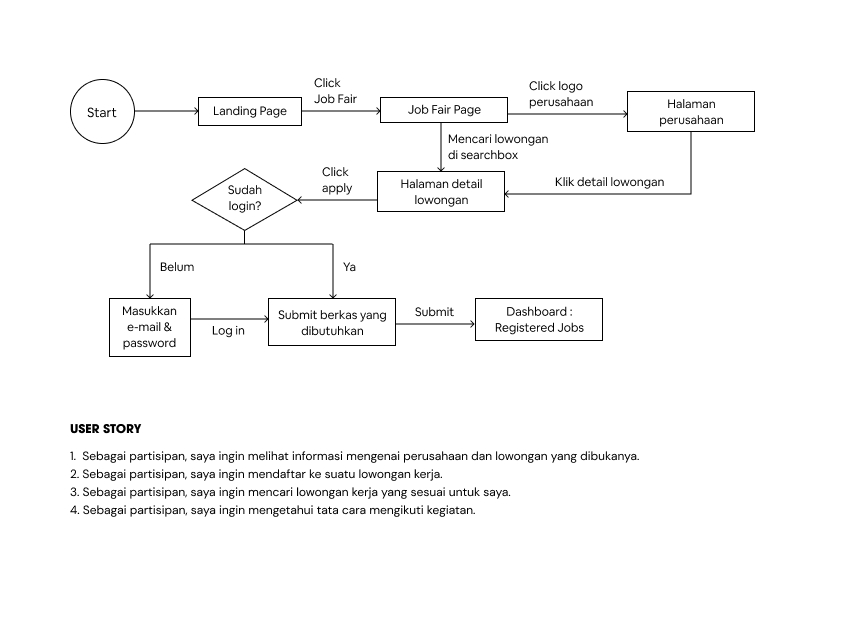 Start
Landing Page
Click
Job Fair
Job Fair Page
Click logo
perusahaan
Halaman
perusahaan
Mencari lowongan
di searchbox
Klik detail lowongan
Halaman detail
lowongan
Click
apply
Sudah
login?
Belum
Ya
Masukkan
e-mail &
password
Log in
Submit berkas yang
dibutuhkan
Submit
Dashboard :
Registered Jobs
USER STORY
1. Sebagai partisipan, saya ingin melihat informasi mengenai perusahaan dan lowongan yang dibukanya.
2. Sebagai partisipan, saya ingin mendaftar ke suatu lowongan kerja.
3. Sebagai partisipan, saya ingin mencari lowongan kerja yang sesuai untuk saya.
4. Sebagai partisipan, saya ingin mengetahui tata cara mengikuti kegiatan.